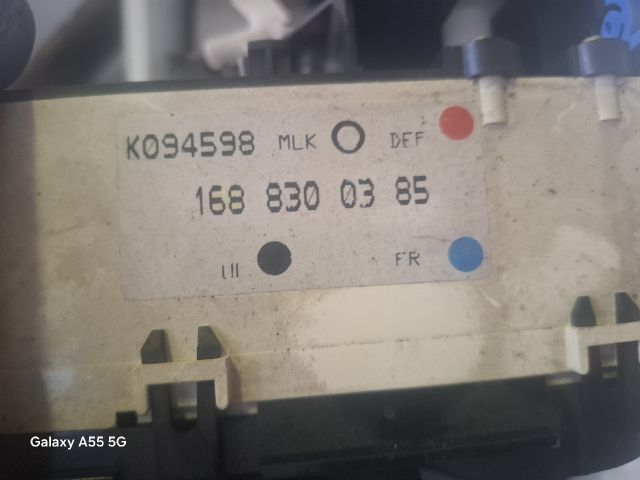 K094598 MLK DEF
168 830 03 85
FR
Galaxy A55 5G